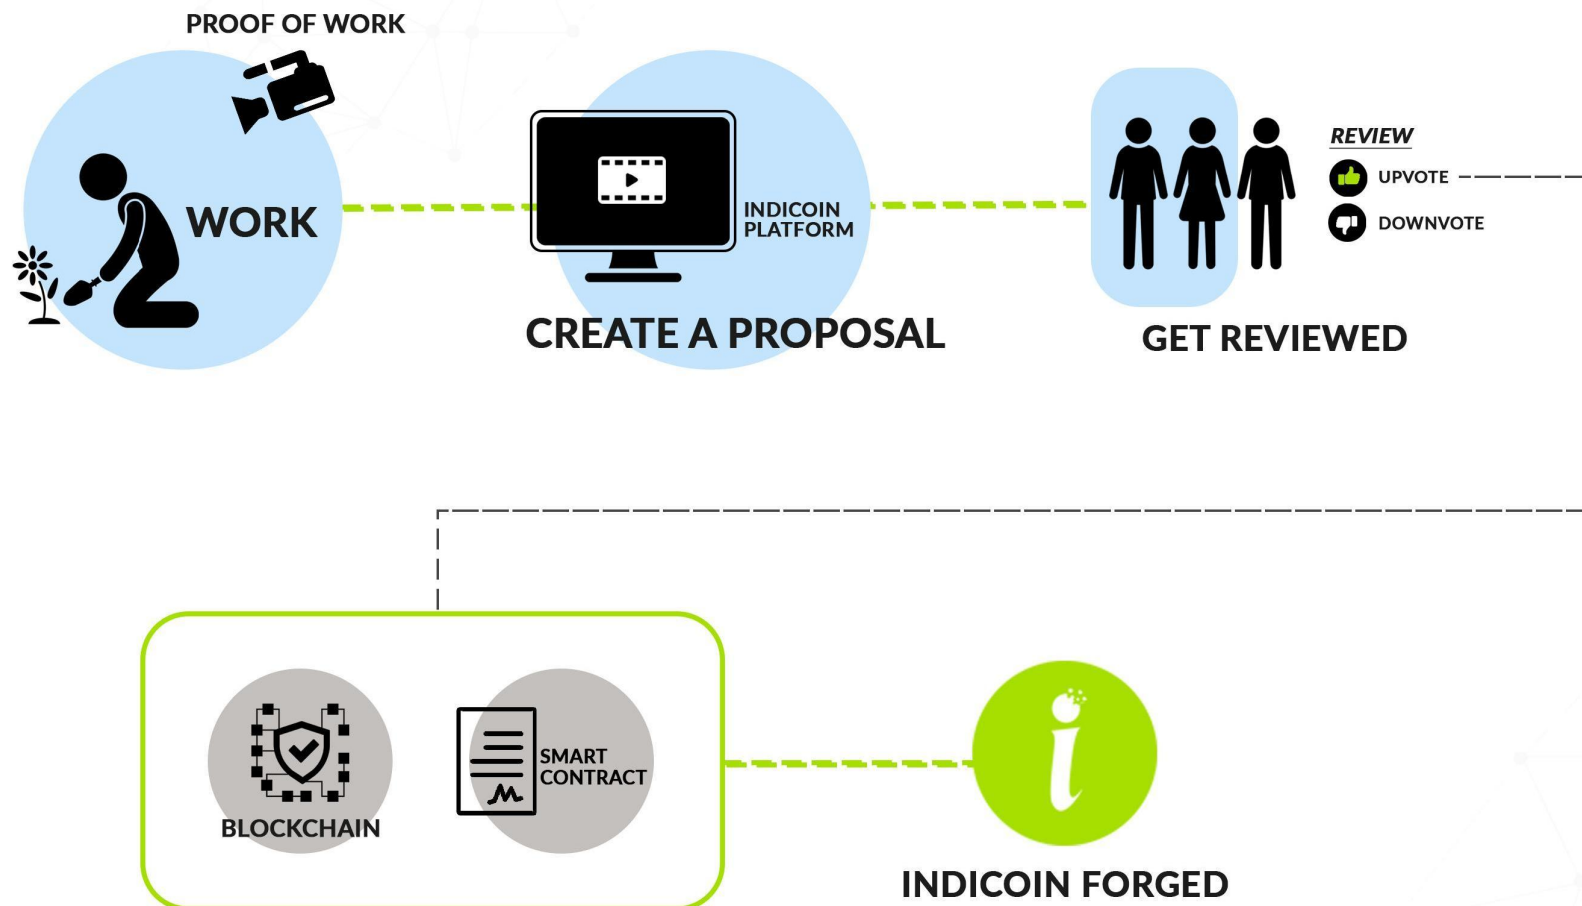 PROOF OF WORK
WORK
INDICOIN
PLATFORM
CREATE A PROPOSAL
REVIEW
UPVOTE
DOWNVOTE
GET REVIEWED
BLOCKCHAIN
SMART
CONTRACT
i
INDICOIN FORGED